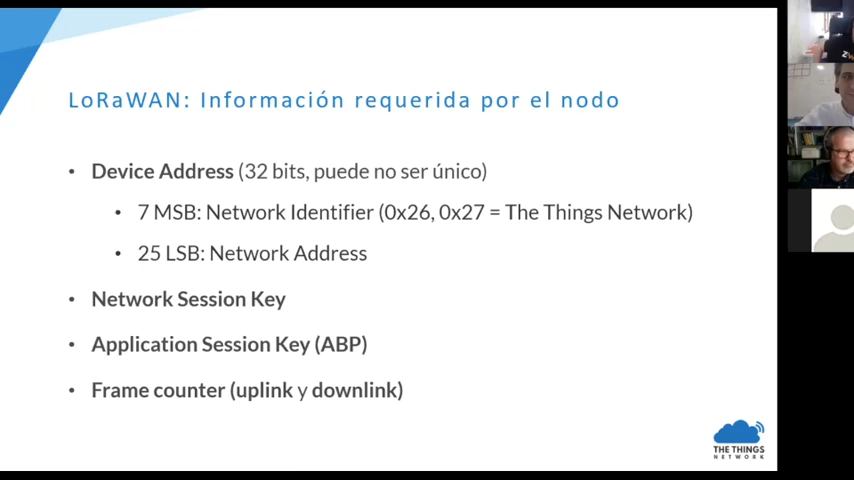 LoRaWAN: Información requerida por el nodo
• Device Address (32 bits, puede no ser único)
• 7 MSB: Network Identifier (0x26, 0x27 = The Things Network)
• 25 LSB: Network Address
• Network Session Key
• Application Session Key (ABP)
• Frame counter (uplink y downlink)
THE THINGS
NETWORK